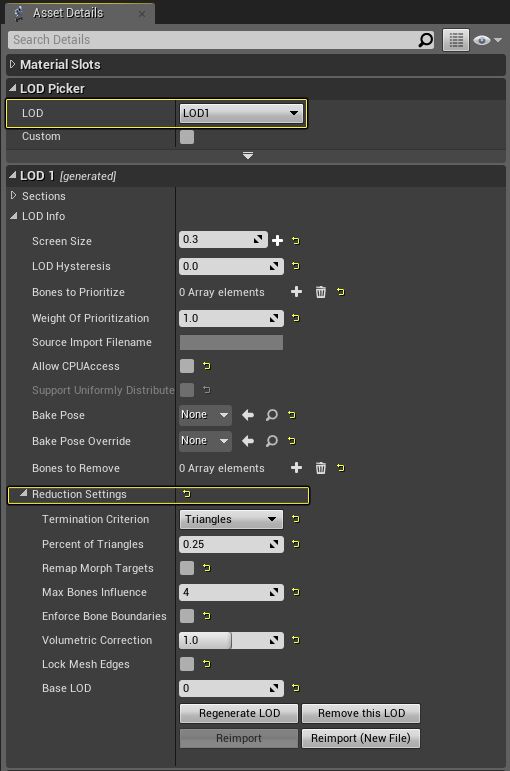 Asset Details
Search Details
Material Slots
LOD Picker
LOD LOD1
Custom
LOD 1 [generated]
Sections
LOD Info
Screen Size 0.3
LOD Hysteresis 0.0
Bones to Prioritize 0 Array elements
Weight Of Prioritization 1.0
Source Import Filename
Allow CPUAccess
Support Uniformly Distribute
Bake Pose None
Bake Pose Override None
Bones to Remove 0 Array elements
Reduction Settings
Termination Criterion Triangles
Percent of Triangles 0.25
Remap Morph Targets
Max Bones Influence 4
Enforce Bone Boundaries
Volumetric Correction 1.0
Lock Mesh Edges
Base LOD 0
Regenerate LOD Remove this LOD
Reimport Reimport (New File)